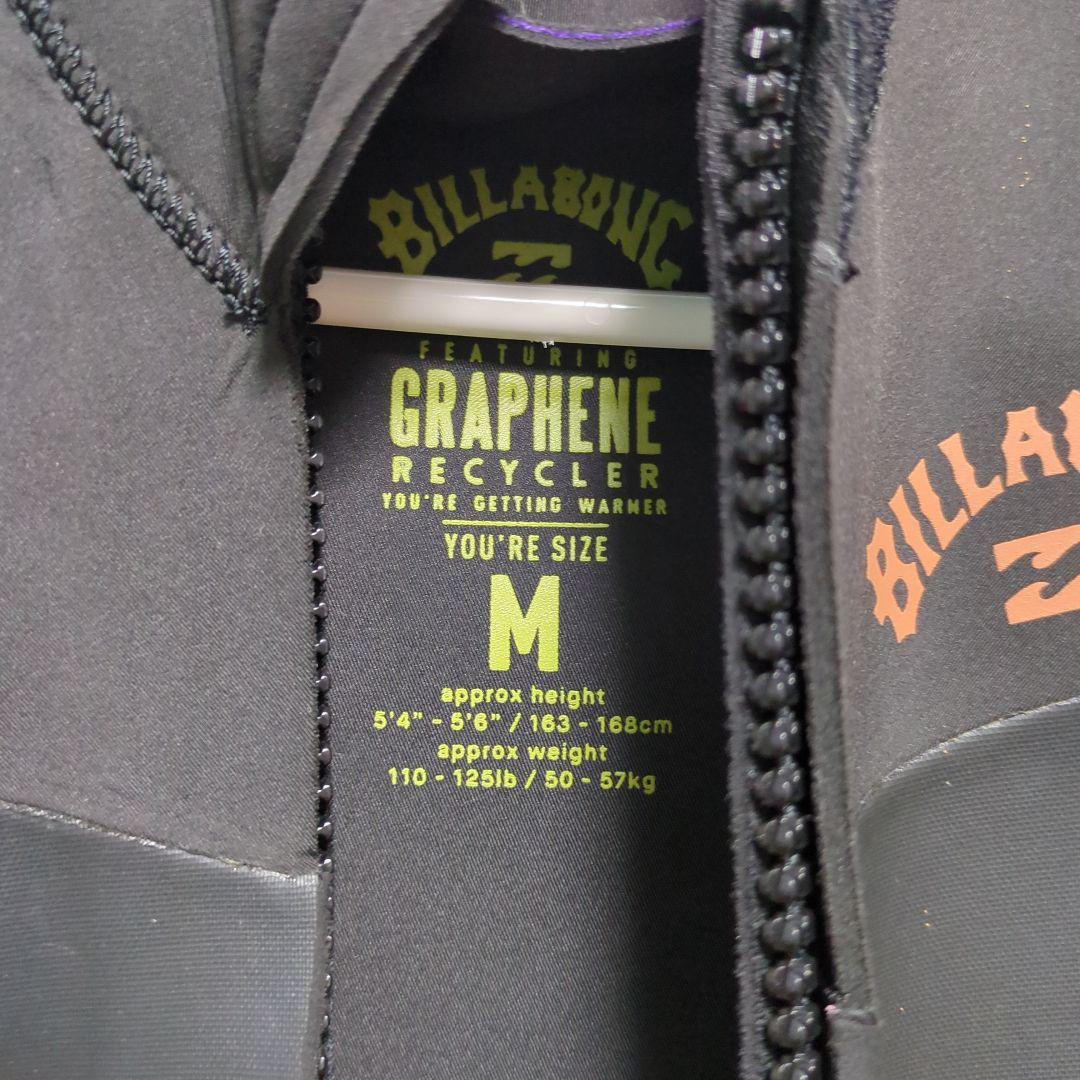 BILLABONG
FEATURING
GRAPHENE
RECYCLER
YOU'RE GETTING WARMER
YOU'RE SIZE
M
approx height
5'4" - 5'6" / 163 - 168cm
approx weight
110 - 125lb / 50 - 57kg
BILLA